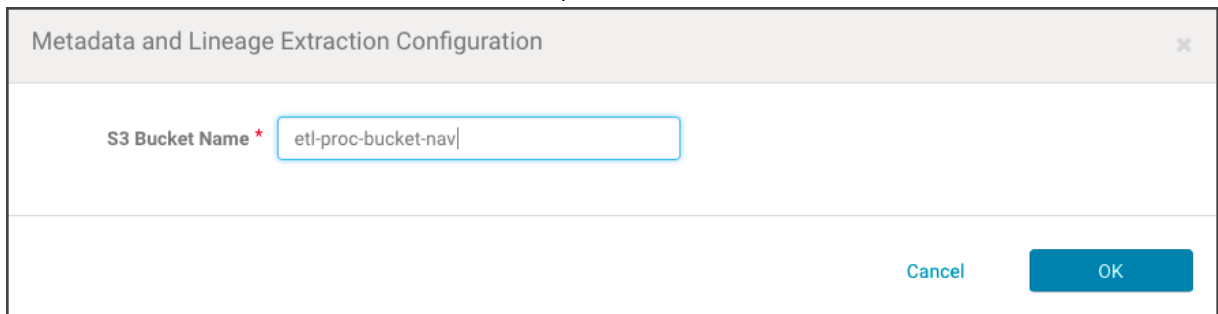 Metadata and Lineage Extraction Configuration
S3 Bucket Name * etl-proc-bucket-nav
Cancel OK